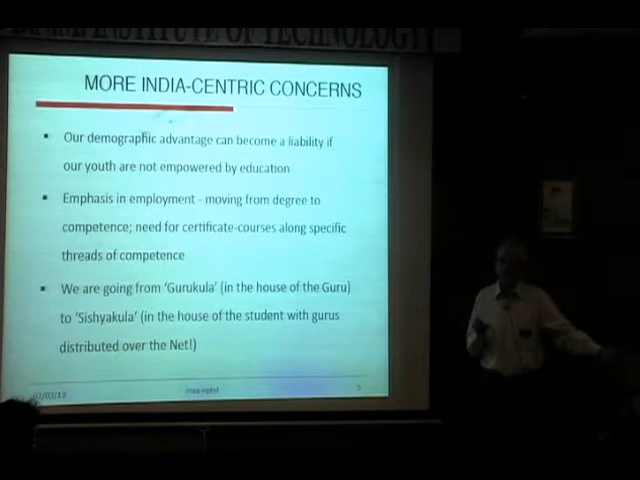 INSTITUTE OF TECHNOLOGY
MORE INDIA-CENTRIC CONCERNS
▪ Our demographic advantage can become a liability if
our youth are not empowered by education
▪ Emphasis in employment - moving from degree to
competence; need for certificate-courses along specific
threads of competence
▪ We are going from ‘Gurukula’ (in the house of the Guru)
to ‘Sishyakula’ (in the house of the student with gurus
distributed over the Net!)